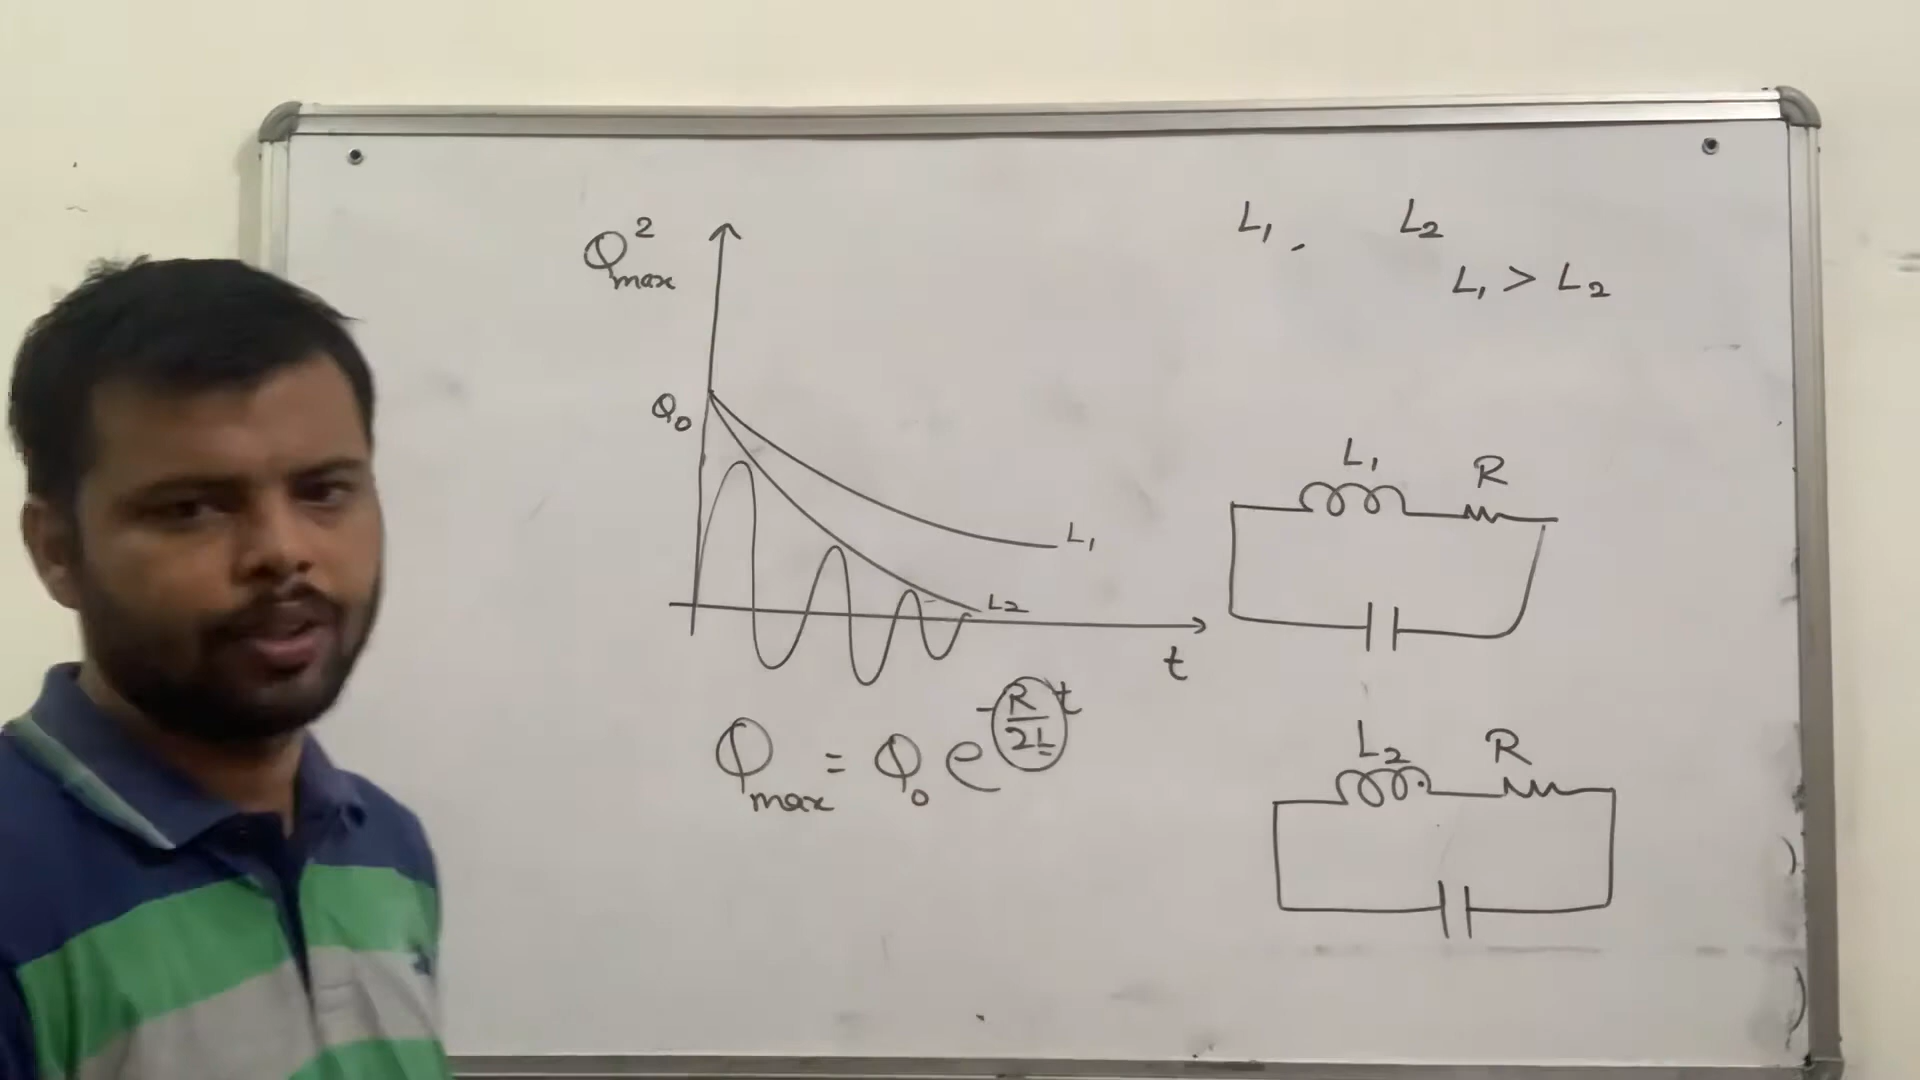 Q²max
Q₀
L₁
L₂
t
Qmax = Q₀ e^(-R/2L t)
L₁, L₂
L₁ > L₂
L₁ R
L₂ R